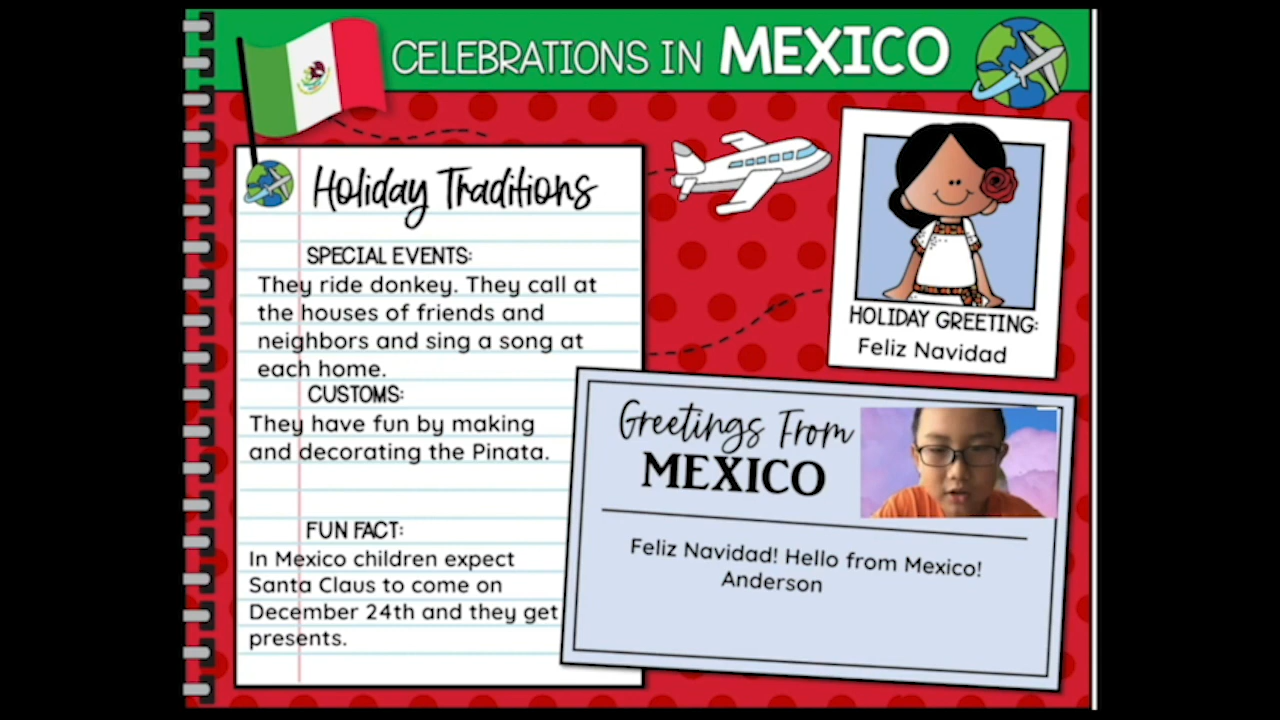 CELEBRATIONS IN MEXICO
Holiday Traditions
SPECIAL EVENTS:
They ride donkey. They call at
the houses of friends and
neighbors and sing a song at
each home.
CUSTOMS:
They have fun by making
and decorating the Pinata.
FUN FACT:
In Mexico children expect
Santa Claus to come on
December 24th and they get
presents.
HOLIDAY GREETING:
Feliz Navidad
Greetings From
MEXICO
Feliz Navidad! Hello from Mexico!
Anderson